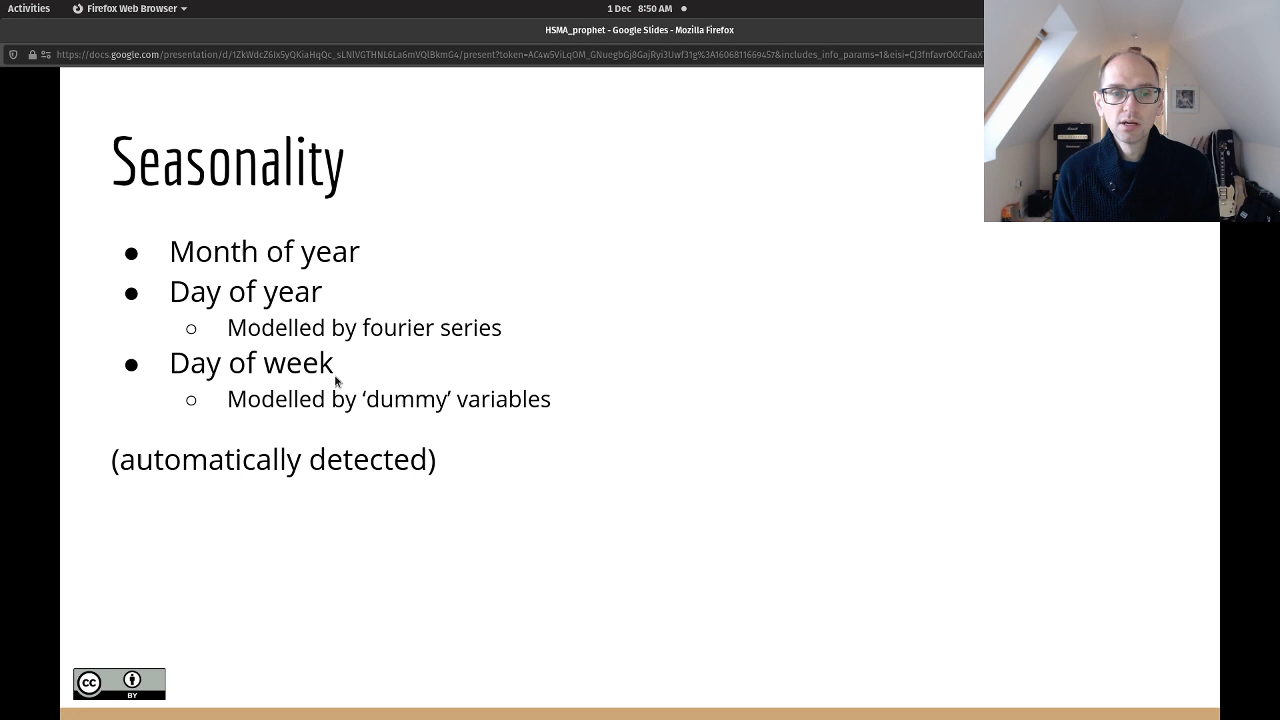 Activities
Firefox Web Browser
1 Dec 8:50 AM
HSMA_prophet - Google Slides - Mozilla Firefox
Seasonality
● Month of year
● Day of year
○ Modelled by fourier series
● Day of week
○ Modelled by ‘dummy’ variables
(automatically detected)
cc
BY